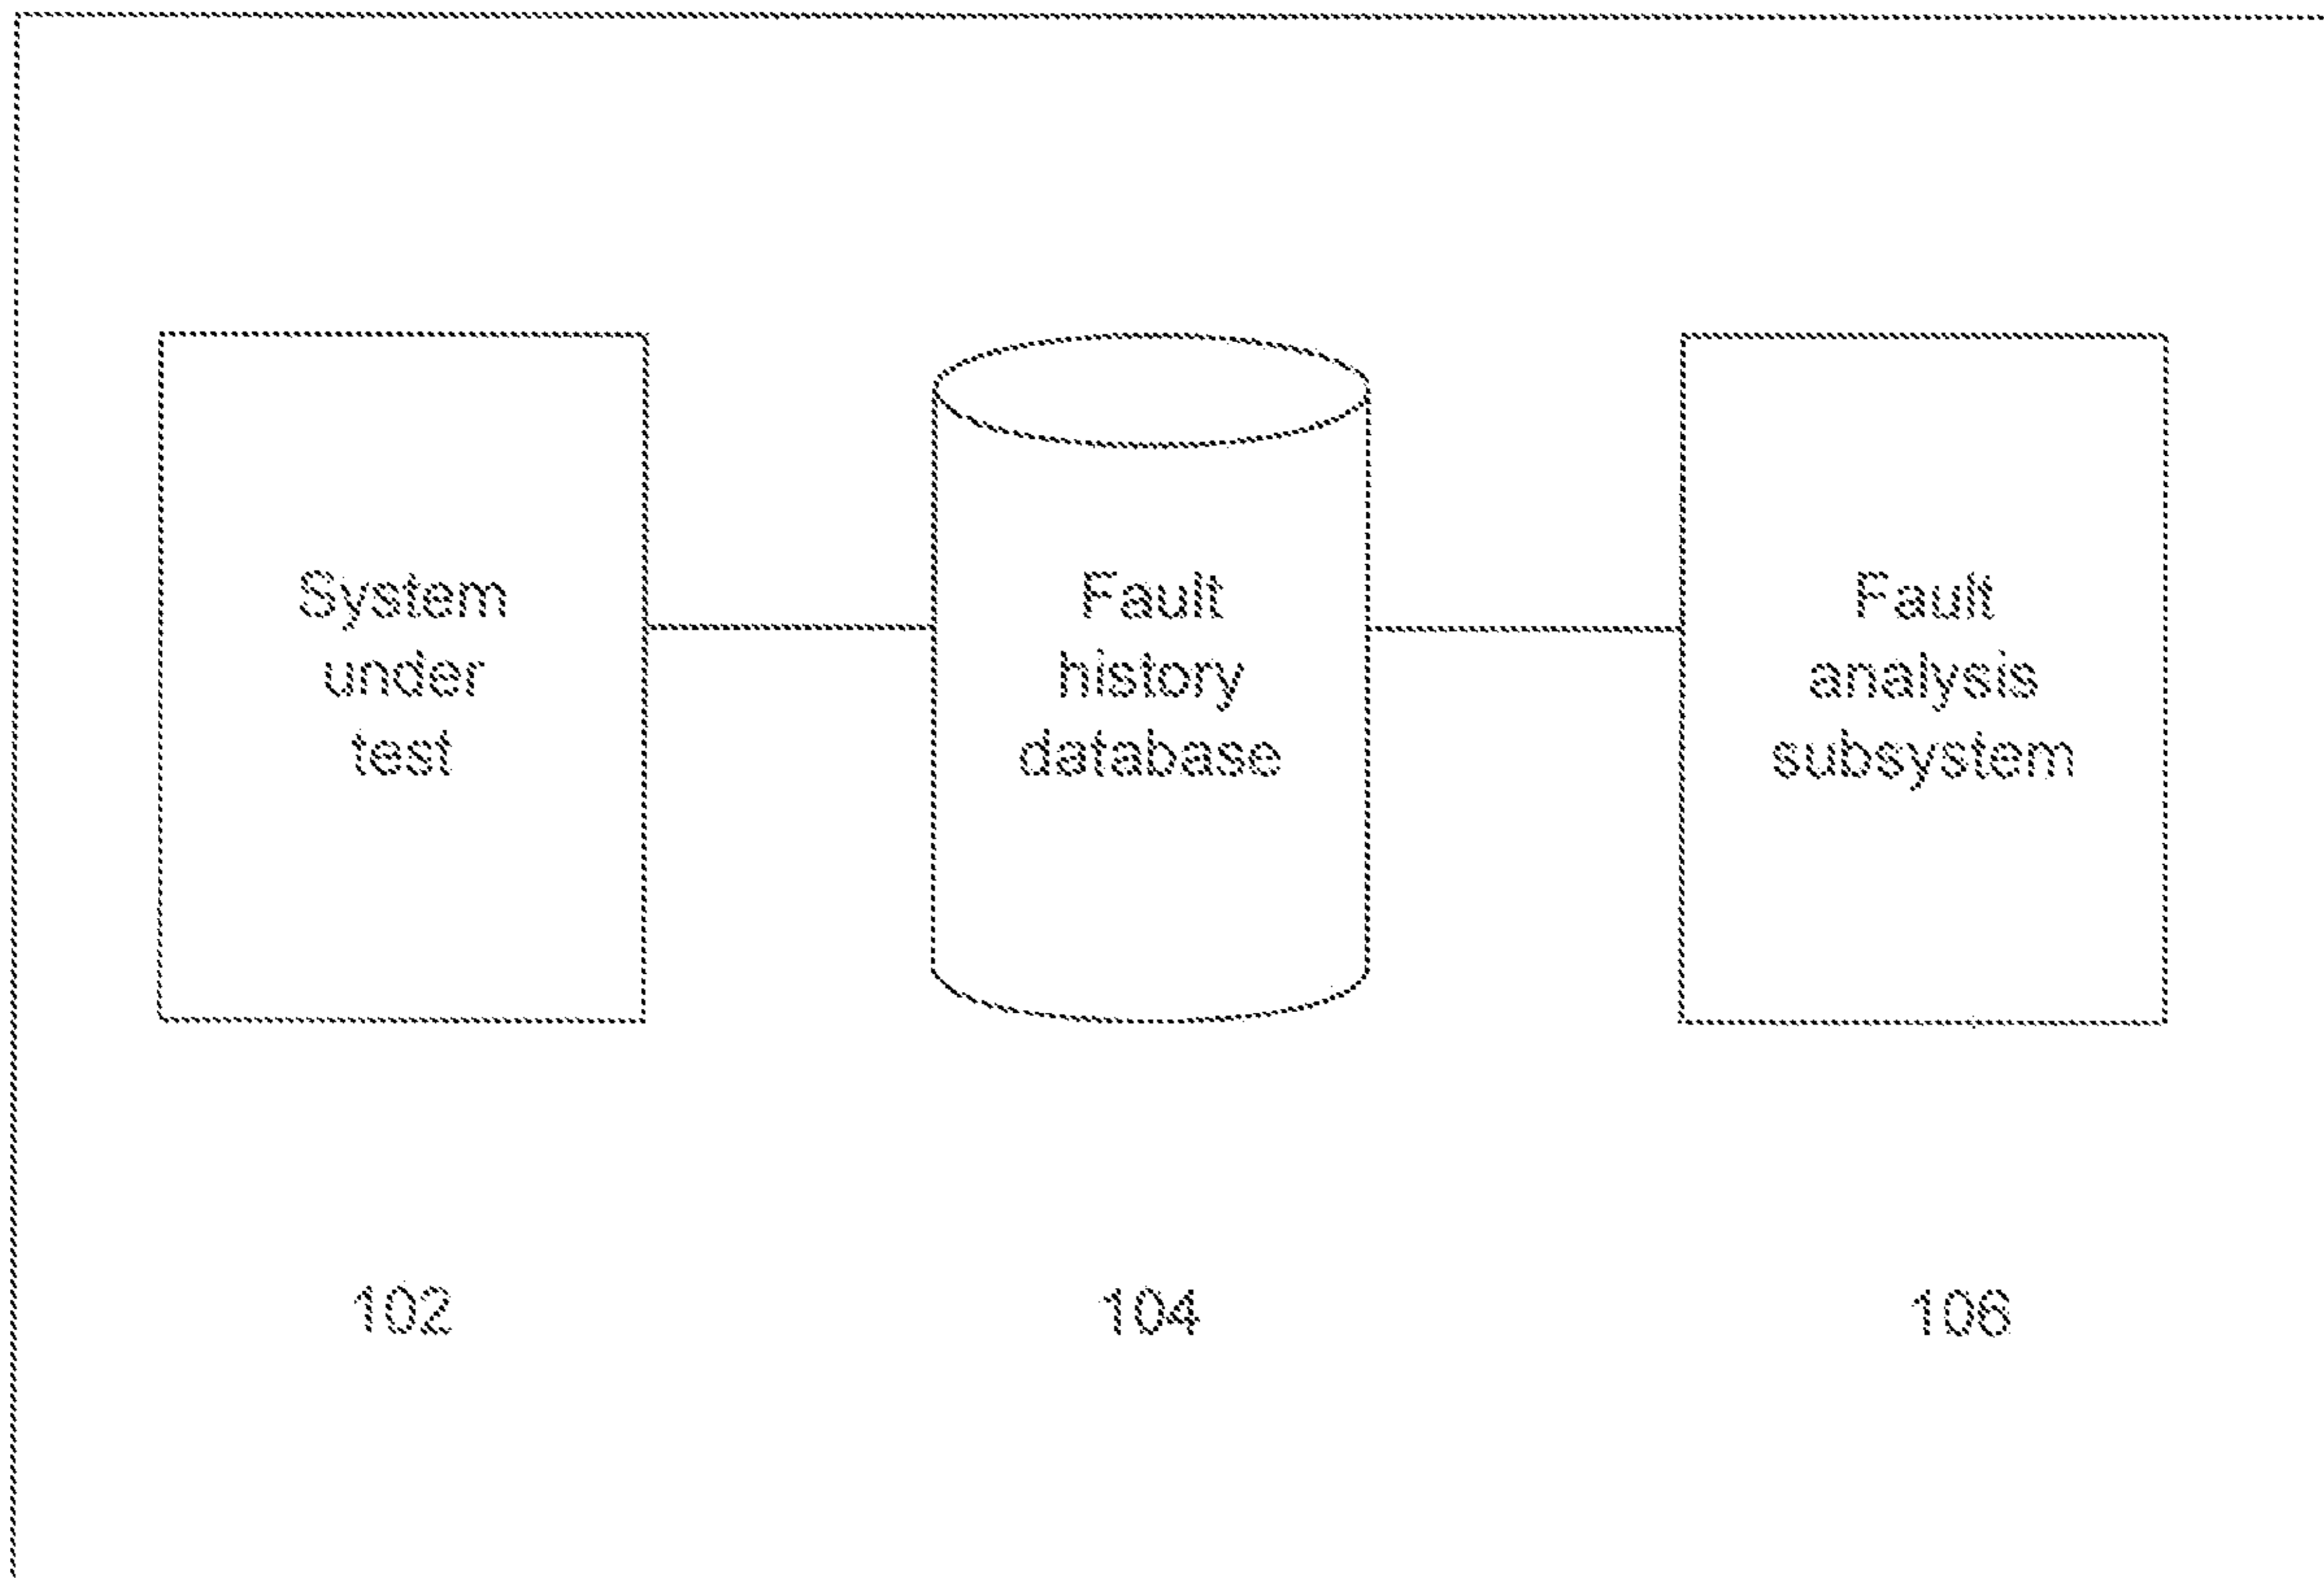 System
under
test
Fault
history
database
Fault
analysis
subsystem
102
104
106